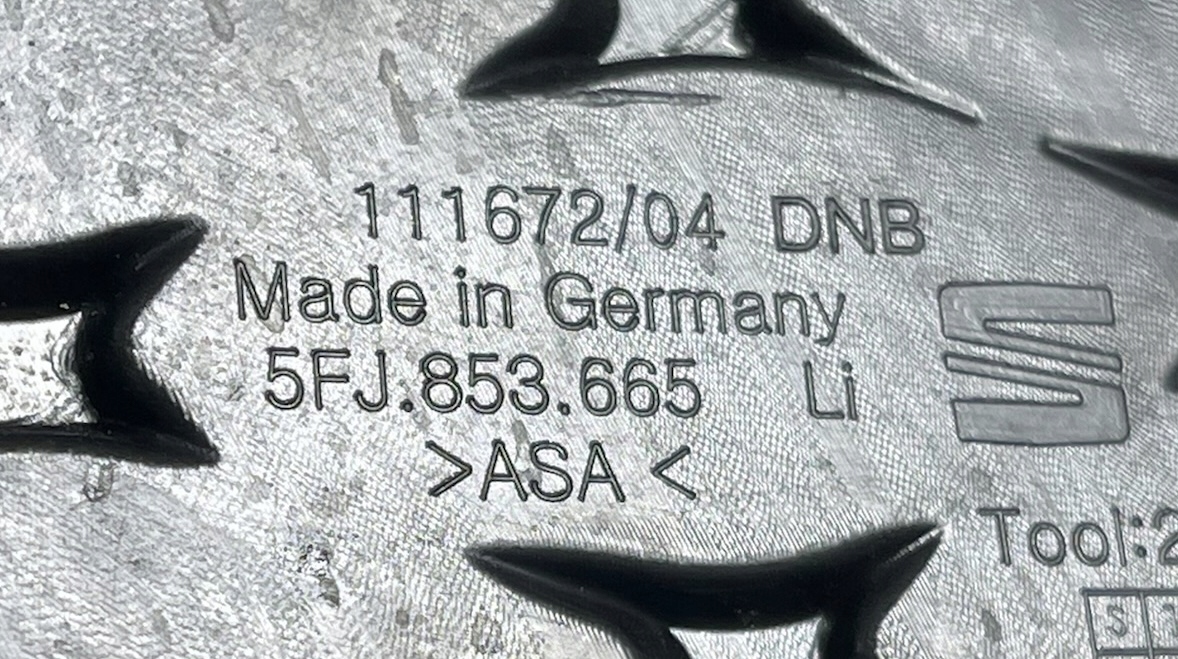 111672/04 DNB
Made in Germany
5FJ.853.665 Li
>ASA<
Tool:2
S